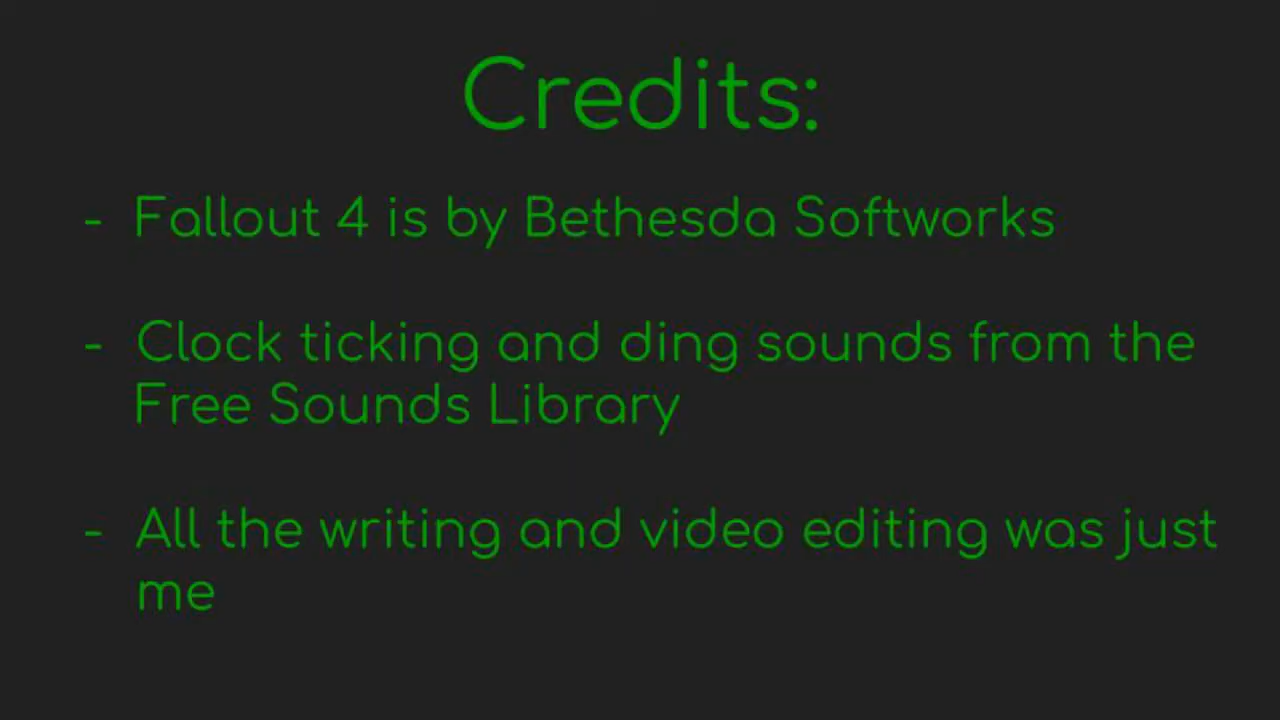 Credits:
- Fallout 4 is by Bethesda Softworks
- Clock ticking and ding sounds from the
Free Sounds Library
- All the writing and video editing was just
me